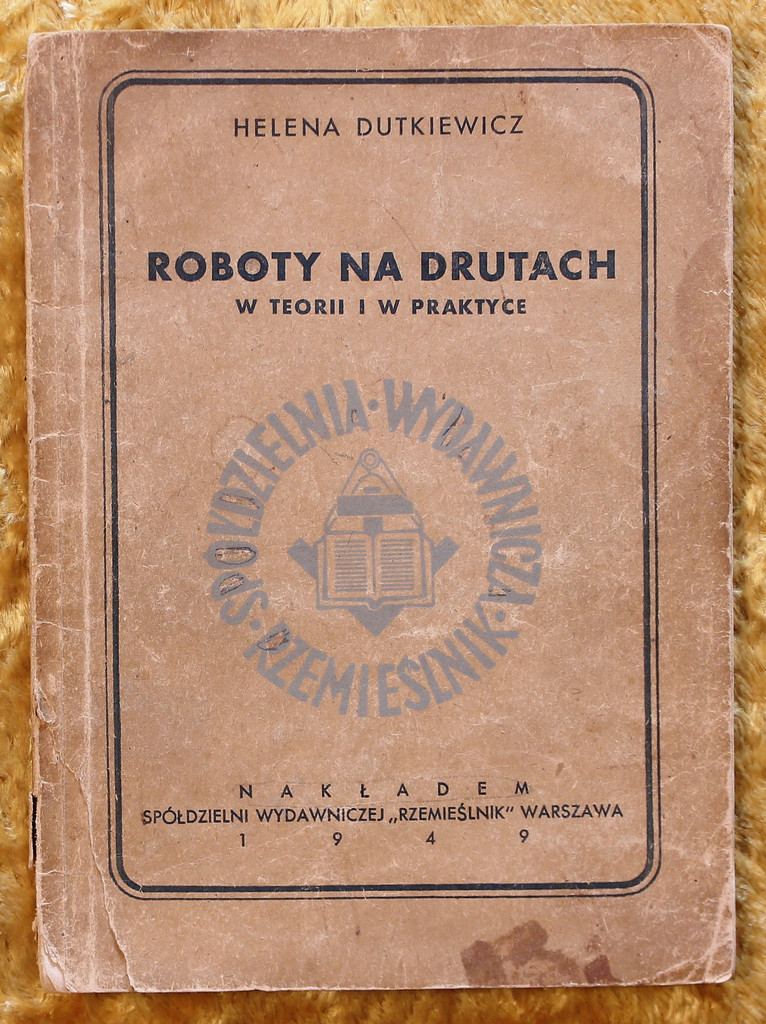 HELENA DUTKIEWICZ
ROBOTY NA DRUTACH
W TEORII I W PRAKTYCE
SPÓŁDZIELNIA · WYDAWNICZA · RZEMIEŚLNIK ·
NAKŁADEM
SPÓŁDZIELNI WYDAWNICZEJ „RZEMIEŚLNIK" WARSZAWA
1949